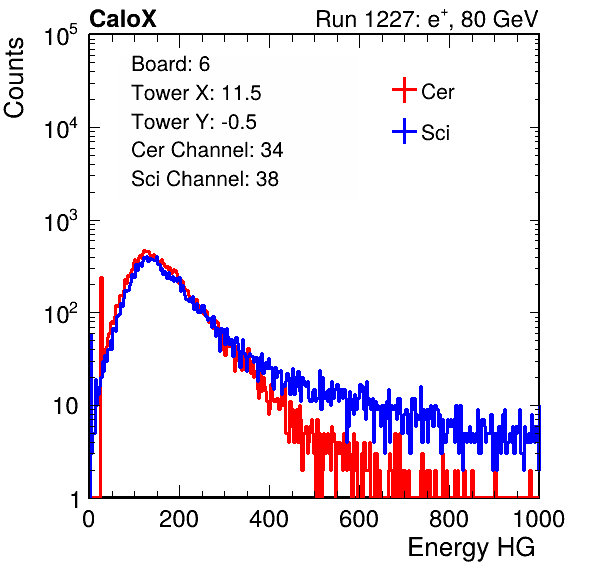 CaloX Run 1227: e⁺, 80 GeV
Counts
10⁵
10⁴
10³
10²
10
1
Board: 6
Tower X: 11.5
Tower Y: -0.5
Cer Channel: 34
Sci Channel: 38
Cer
Sci
0 200 400 600 800 1000
Energy HG